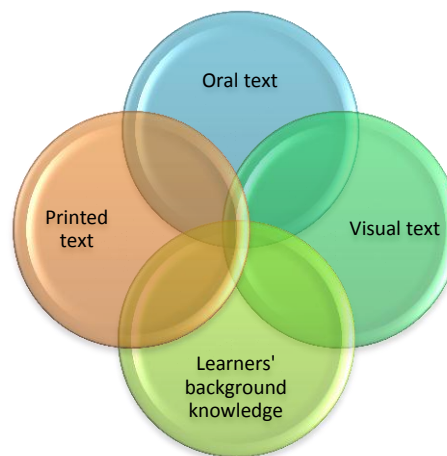 Oral text
Printed
text
Visual text
Learners'
background
knowledge